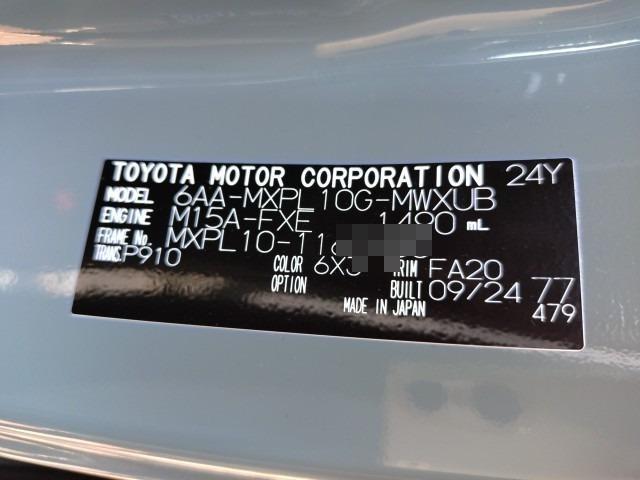 TOYOTA MOTOR CORPORATION 24Y
MODEL 6AA-MXPL10G-MWXUB
ENGINE M15A-FXE 1490 mL
FRAME No. MXPL10-11
TRANS. P910 COLOR 6X3 TRIM FA20
OPTION BUILT 09/24 77
MADE IN JAPAN 479